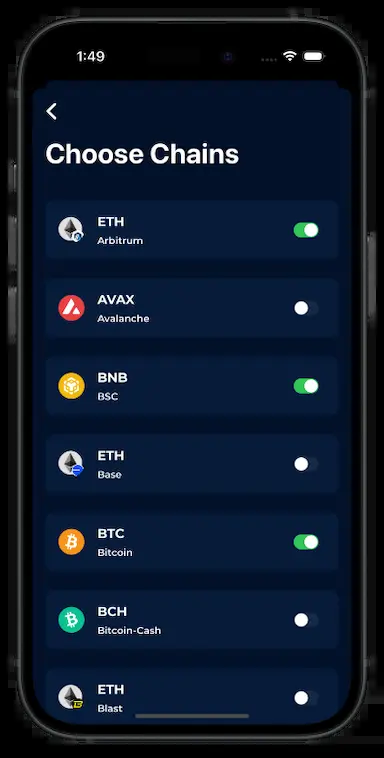 1:49
Choose Chains
ETH
Arbitrum
AVAX
Avalanche
BNB
BSC
ETH
Base
BTC
Bitcoin
BCH
Bitcoin-Cash
ETH
Blast